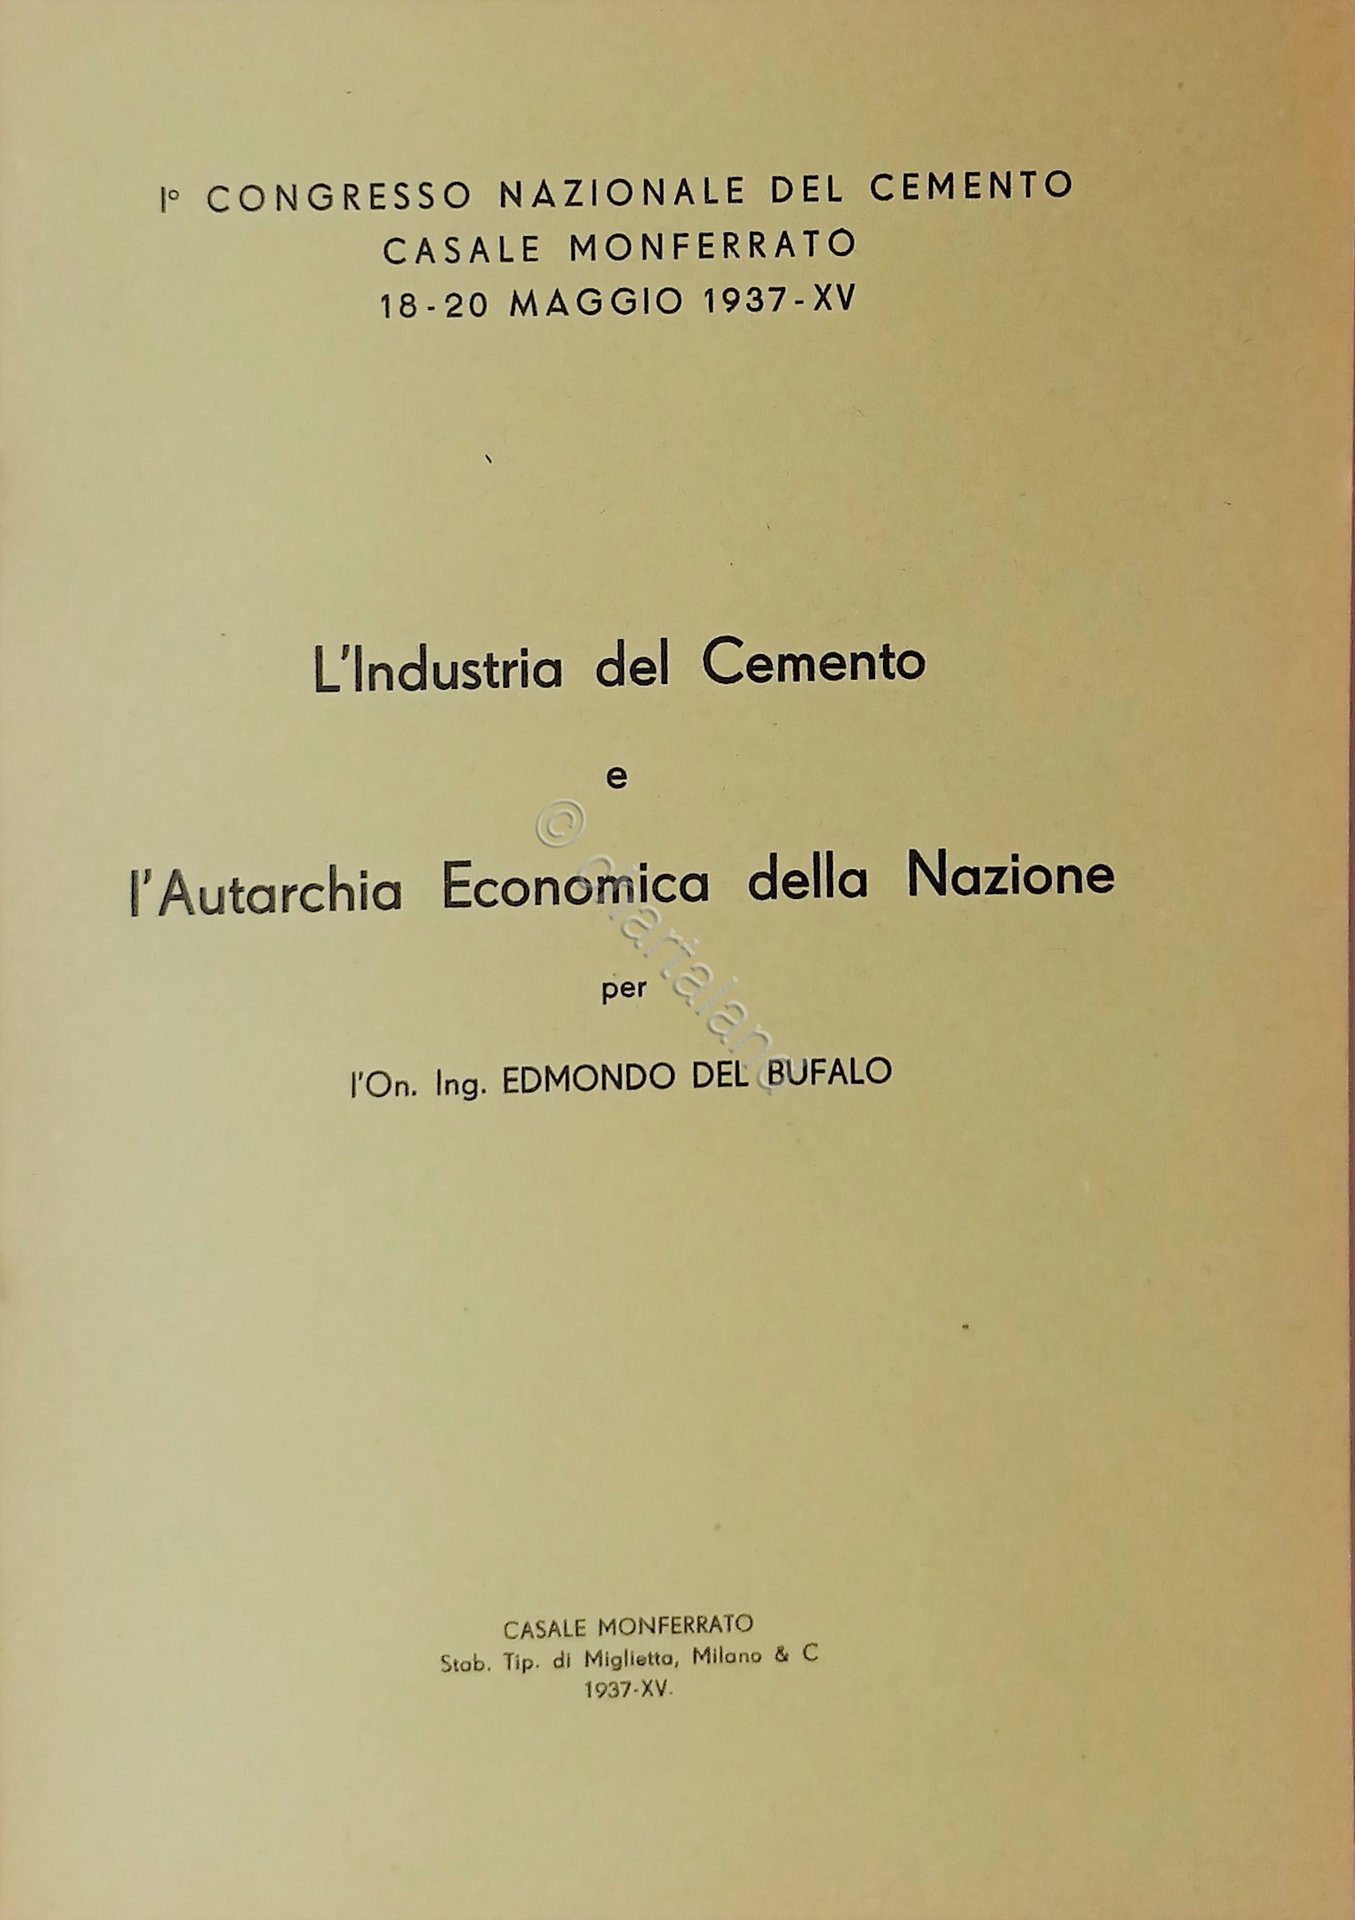 I° CONGRESSO NAZIONALE DEL CEMENTO
CASALE MONFERRATO
18-20 MAGGIO 1937-XV
L'Industria del Cemento
e
l'Autarchia Economica della Nazione
per
l'On. Ing. EDMONDO DEL BUFALO
© chartaland
CASALE MONFERRATO
Stab. Tip. di Miglietta, Milano & C
1937-XV.